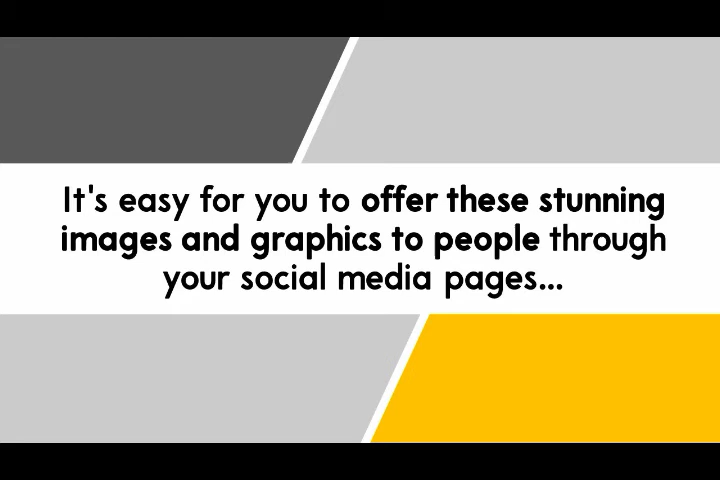 It's easy for you to offer these stunning
images and graphics to people through
your social media pages...